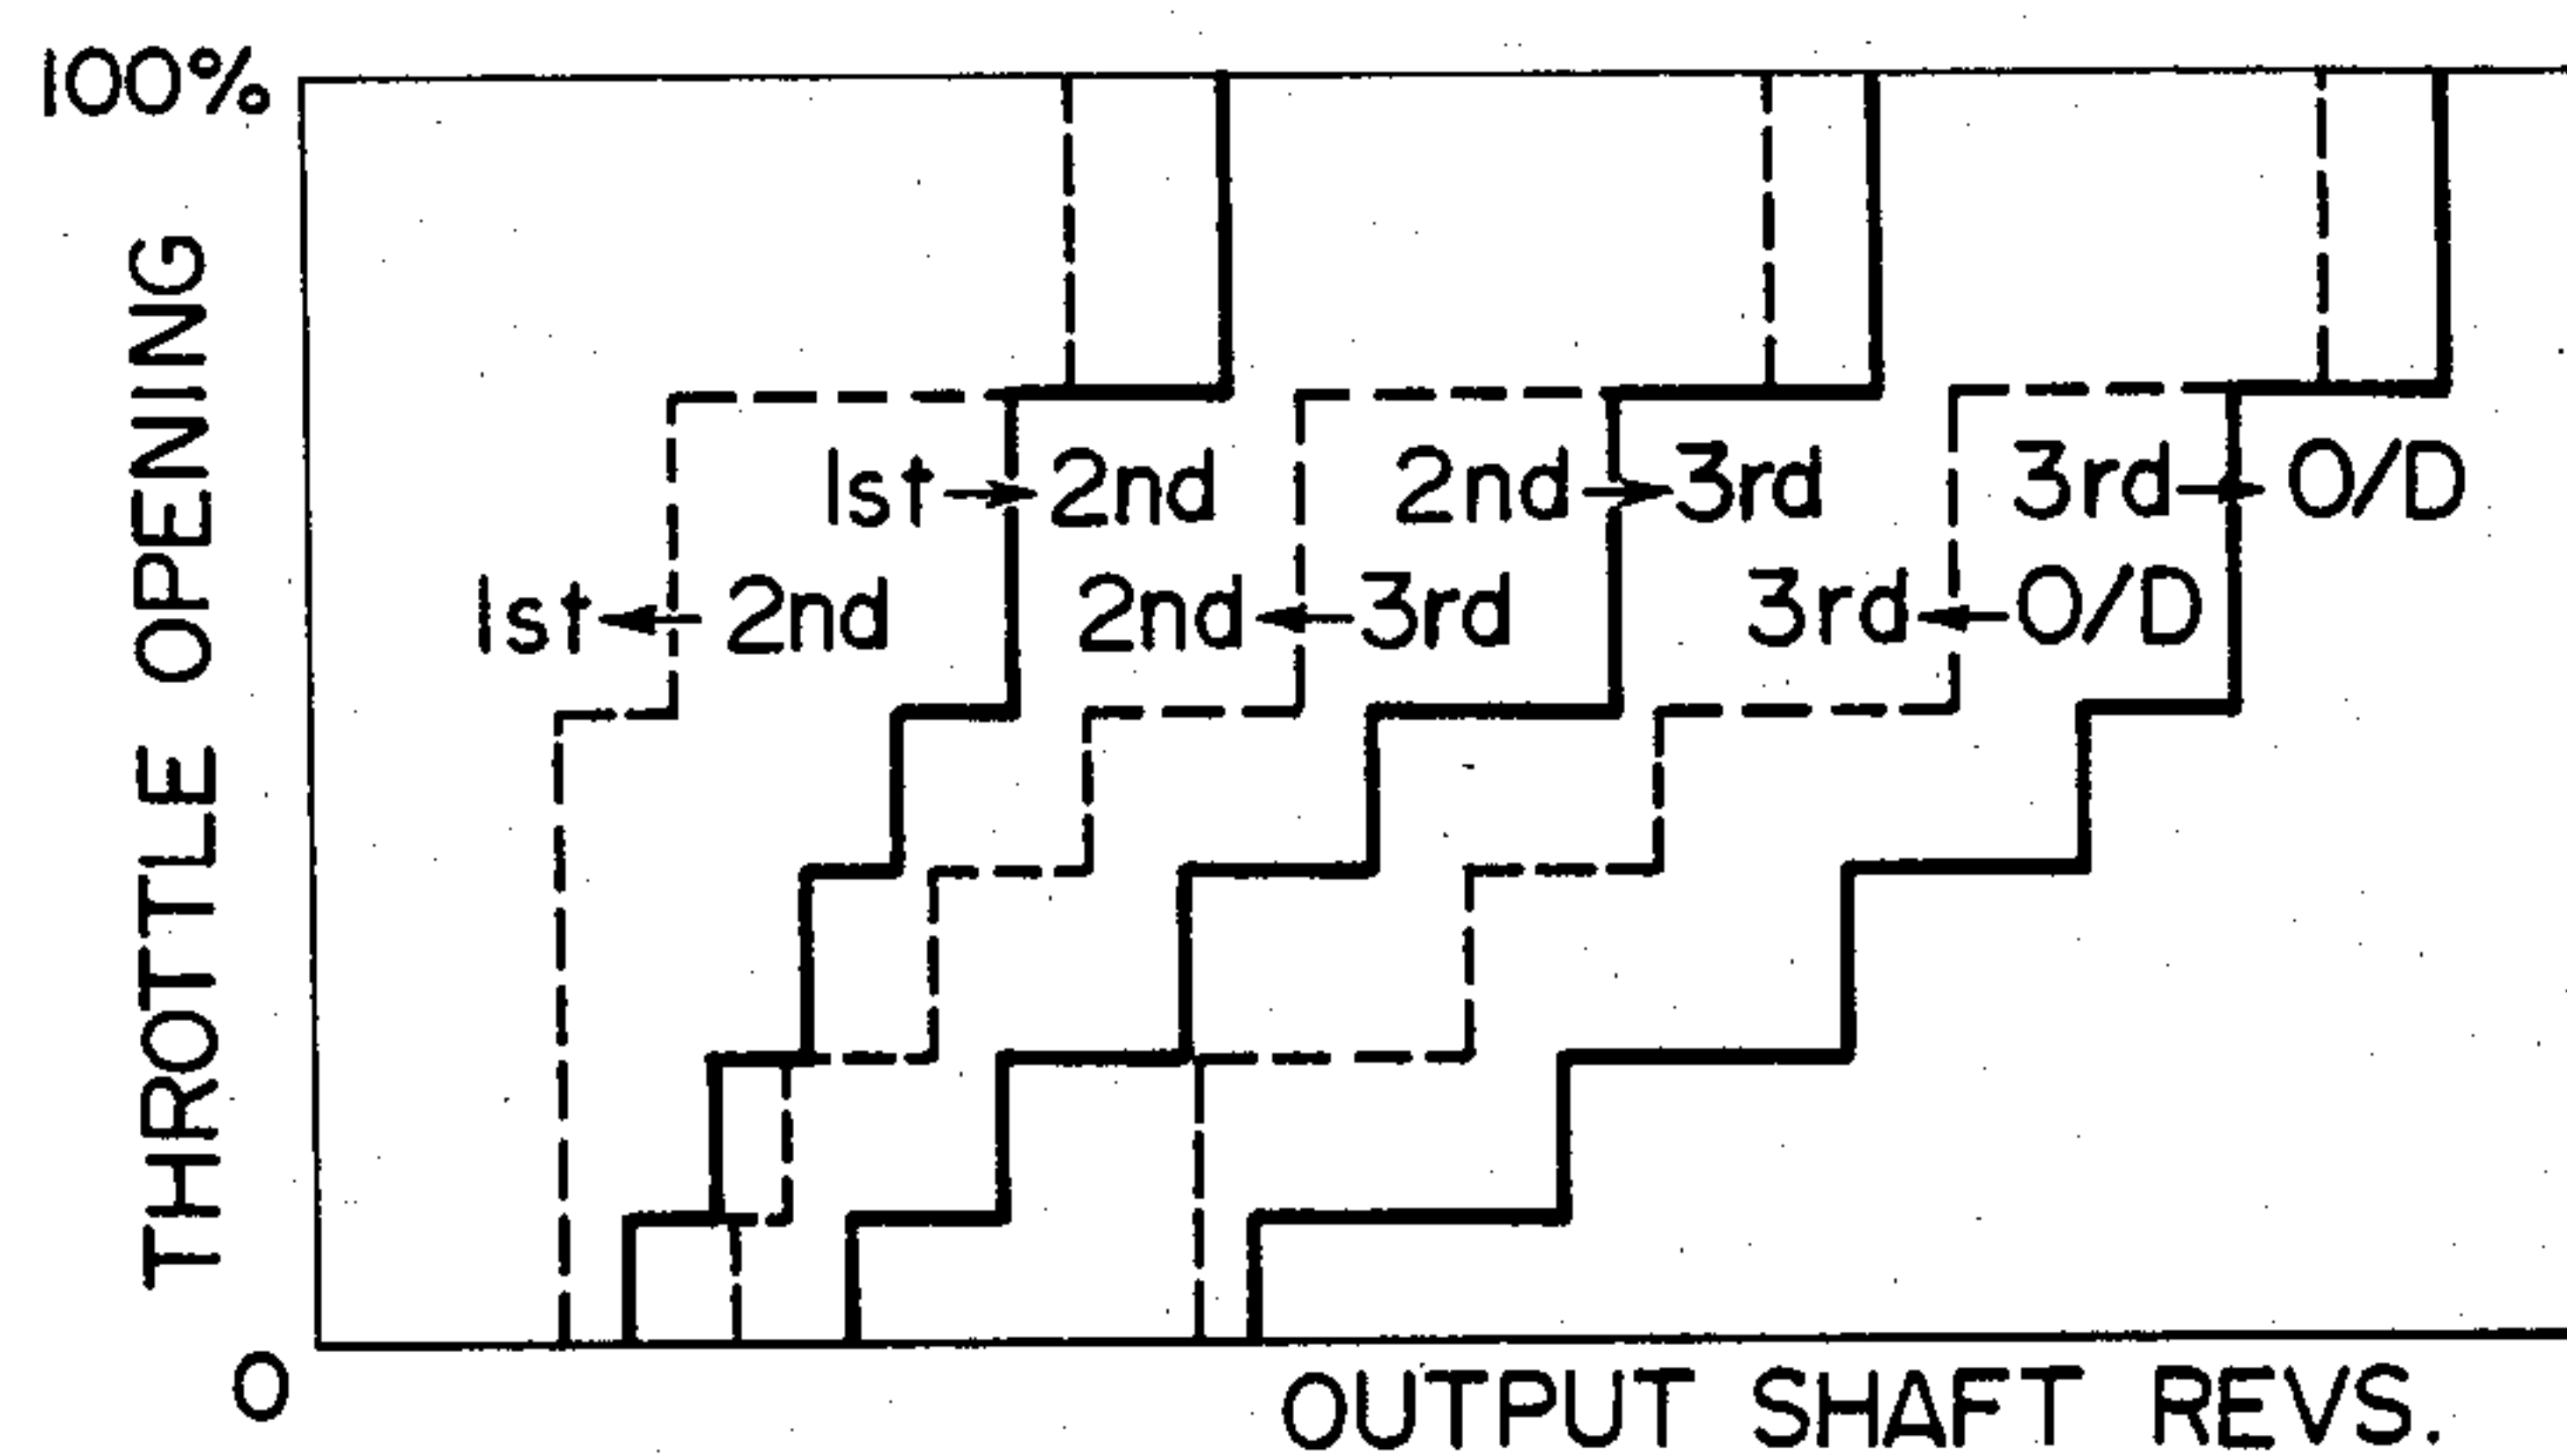 100%
THROTTLE OPENING
1st→2nd
2nd→3rd
3rd→O/D
1st←2nd
2nd←3rd
3rd←O/D
0
OUTPUT SHAFT REVS.